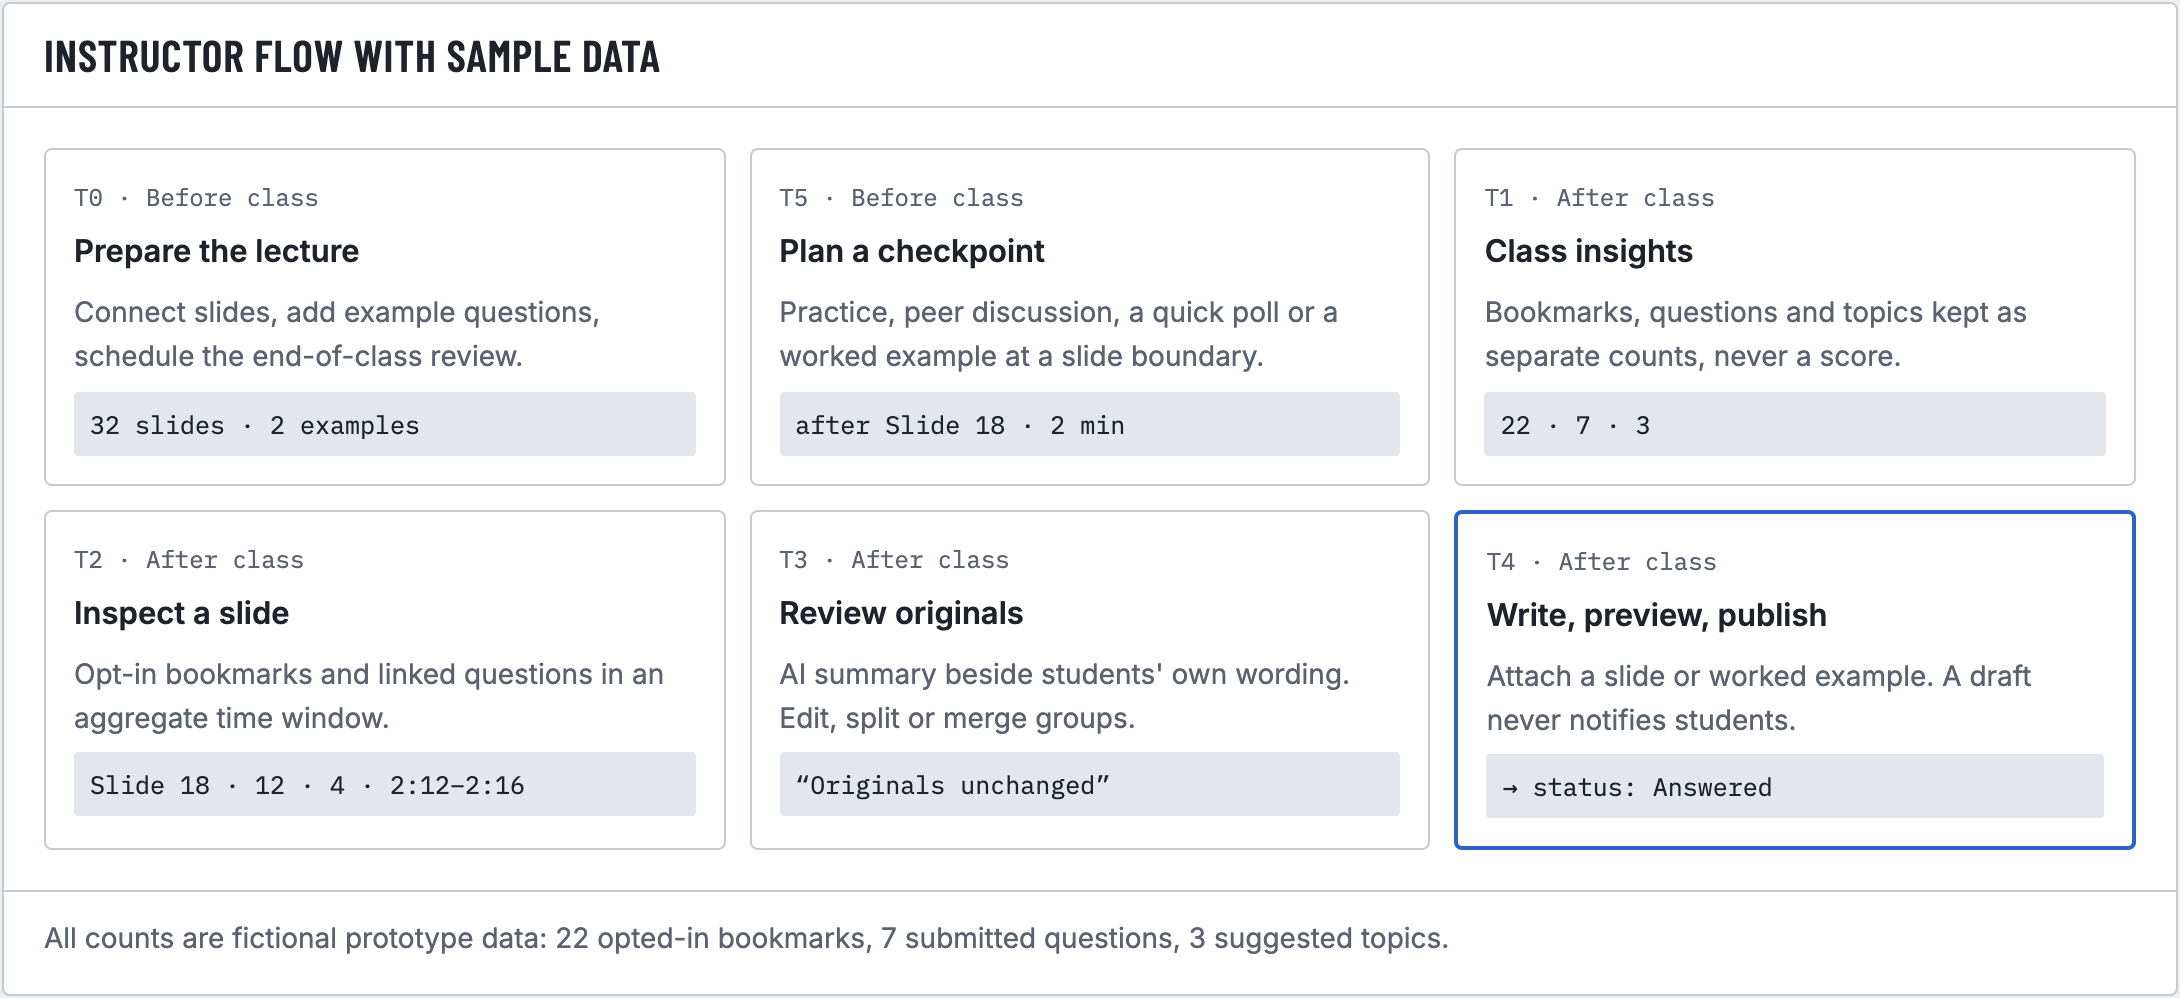 INSTRUCTOR FLOW WITH SAMPLE DATA
T0 · Before class
Prepare the lecture
Connect slides, add example questions,
schedule the end-of-class review.
32 slides · 2 examples
T5 · Before class
Plan a checkpoint
Practice, peer discussion, a quick poll or a
worked example at a slide boundary.
after Slide 18 · 2 min
T1 · After class
Class insights
Bookmarks, questions and topics kept as
separate counts, never a score.
22 · 7 · 3
T2 · After class
Inspect a slide
Opt-in bookmarks and linked questions in an
aggregate time window.
Slide 18 · 12 · 4 · 2:12–2:16
T3 · After class
Review originals
AI summary beside students' own wording.
Edit, split or merge groups.
“Originals unchanged”
T4 · After class
Write, preview, publish
Attach a slide or worked example. A draft
never notifies students.
→ status: Answered
All counts are fictional prototype data: 22 opted-in bookmarks, 7 submitted questions, 3 suggested topics.